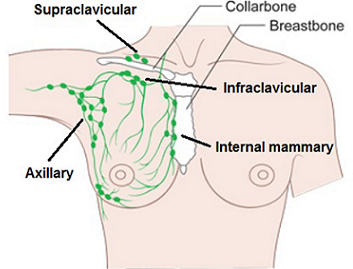 Supraclavicular
Collarbone
Breastbone
Infraclavicular
Internal mammary
Axillary